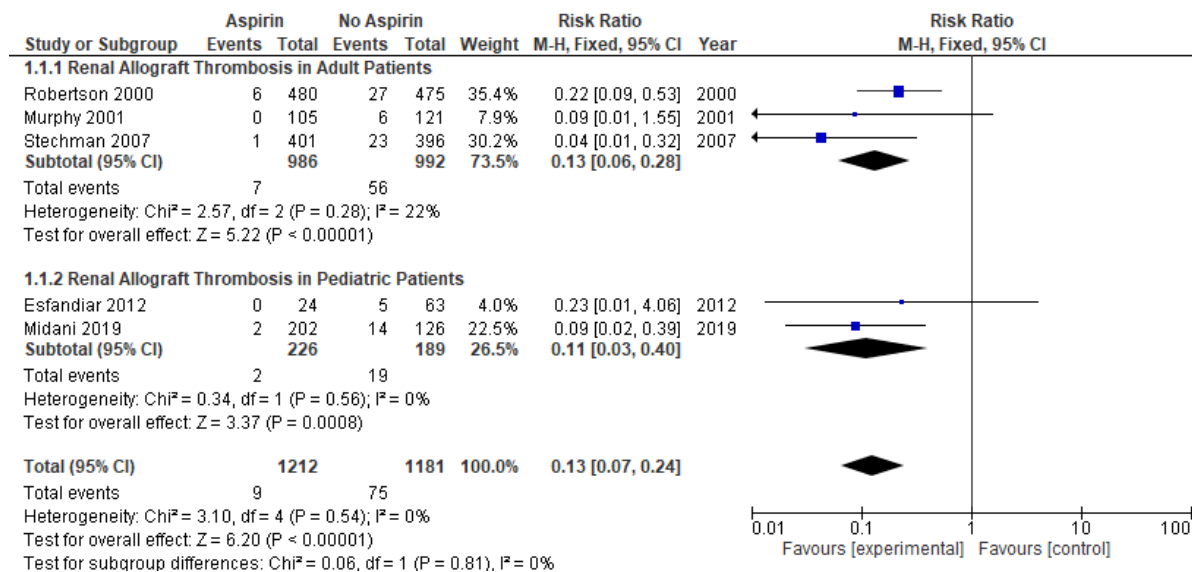 Aspirin No Aspirin Risk Ratio Risk Ratio
Study or Subgroup Events Total Events Total Weight M-H, Fixed, 95% CI Year M-H, Fixed, 95% CI
1.1.1 Renal Allograft Thrombosis in Adult Patients
Robertson 2000 6 480 27 475 35.4% 0.22 [0.09, 0.53] 2000
Murphy 2001 0 105 6 121 7.9% 0.09 [0.01, 1.55] 2001
Stechman 2007 1 401 23 396 30.2% 0.04 [0.01, 0.32] 2007
Subtotal (95% CI) 986 992 73.5% 0.13 [0.06, 0.28]
Total events 7 56
Heterogeneity: Chi² = 2.57, df = 2 (P = 0.28); I² = 22%
Test for overall effect: Z = 5.22 (P < 0.00001)
1.1.2 Renal Allograft Thrombosis in Pediatric Patients
Esfandiar 2012 0 24 5 63 4.0% 0.23 [0.01, 4.06] 2012
Midani 2019 2 202 14 126 22.5% 0.09 [0.02, 0.39] 2019
Subtotal (95% CI) 226 189 26.5% 0.11 [0.03, 0.40]
Total events 2 19
Heterogeneity: Chi² = 0.34, df = 1 (P = 0.56); I² = 0%
Test for overall effect: Z = 3.37 (P = 0.0008)
Total (95% CI) 1212 1181 100.0% 0.13 [0.07, 0.24]
Total events 9 75
Heterogeneity: Chi² = 3.10, df = 4 (P = 0.54); I² = 0%
Test for overall effect: Z = 6.20 (P < 0.00001)
Test for subgroup differences: Chi² = 0.06, df = 1 (P = 0.81), I² = 0%
0.01 0.1 1 10 100
Favours [experimental] Favours [control]